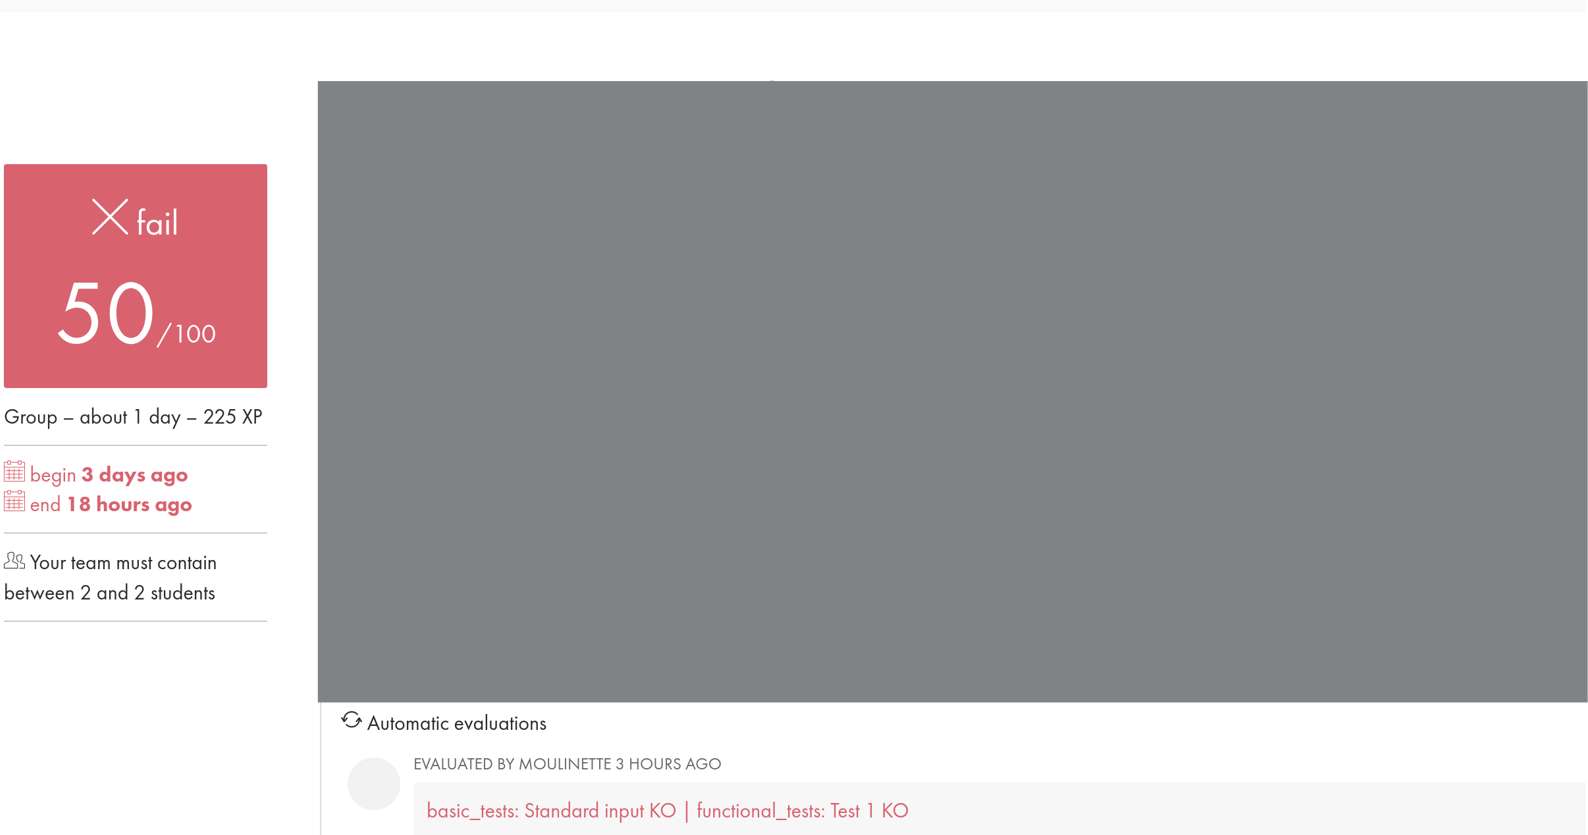 fail
50/100
Group – about 1 day – 225 XP
begin 3 days ago
end 18 hours ago
Your team must contain
between 2 and 2 students
Automatic evaluations
EVALUATED BY MOULINETTE 3 HOURS AGO
basic_tests: Standard input KO | functional_tests: Test 1 KO